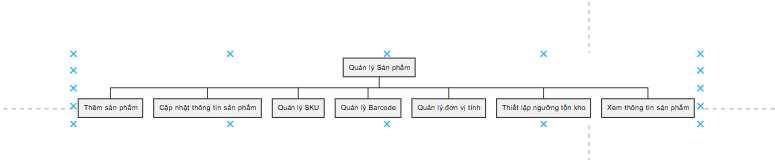 Quản lý Sản phẩm
Thêm sản phẩm
Cập nhật thông tin sản phẩm
Quản lý SKU
Quản lý Barcode
Quản lý đơn vị tính
Thiết lập ngưỡng tồn kho
Xem thông tin sản phẩm